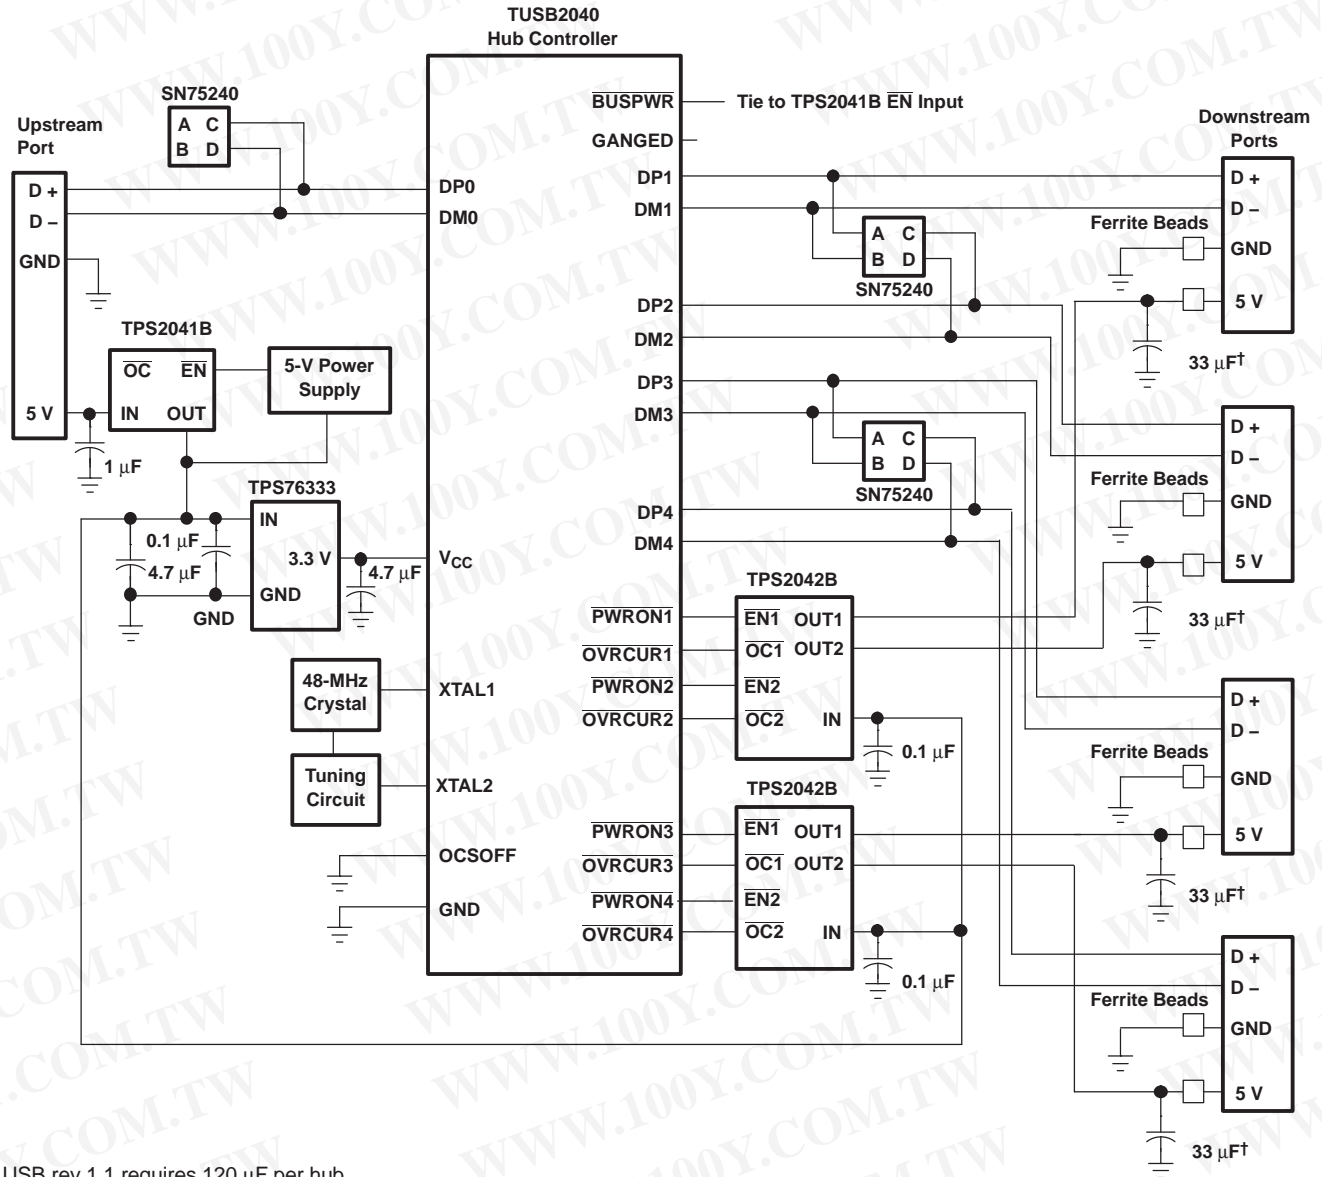 TUSB2040
Hub Controller
SN75240
A C
B D
Upstream
Port
D +
D –
GND
5 V
DP0
DM0
BUSPWR
Tie to TPS2041B EN Input
GANGED
DP1
DM1
A C
B D
SN75240
DP2
DM2
DP3
DM3
A C
B D
SN75240
DP4
DM4
Downstream
Ports
D +
D –
Ferrite Beads
GND
5 V
33 µF†
TPS2041B
OC EN
IN OUT
5-V Power
Supply
1 µF
TPS76333
IN
0.1 µF
4.7 µF
3.3 V
GND
GND
4.7 µF
VCC
D +
D –
Ferrite Beads
GND
5 V
33 µF†
TPS2042B
PWRON1
EN1 OUT1
OVRCUR1
OC1 OUT2
PWRON2
EN2
OVRCUR2
OC2 IN
0.1 µF
48-MHz
Crystal
XTAL1
Tuning
Circuit
XTAL2
OCSOFF
GND
D +
D –
Ferrite Beads
GND
5 V
33 µF†
TPS2042B
PWRON3
EN1 OUT1
OVRCUR3
OC1 OUT2
PWRON4
EN2
OVRCUR4
OC2 IN
0.1 µF
D +
D –
Ferrite Beads
GND
5 V
33 µF†
USB rev 1.1 requires 120 µF per hub
WWW.100Y.COM.TW